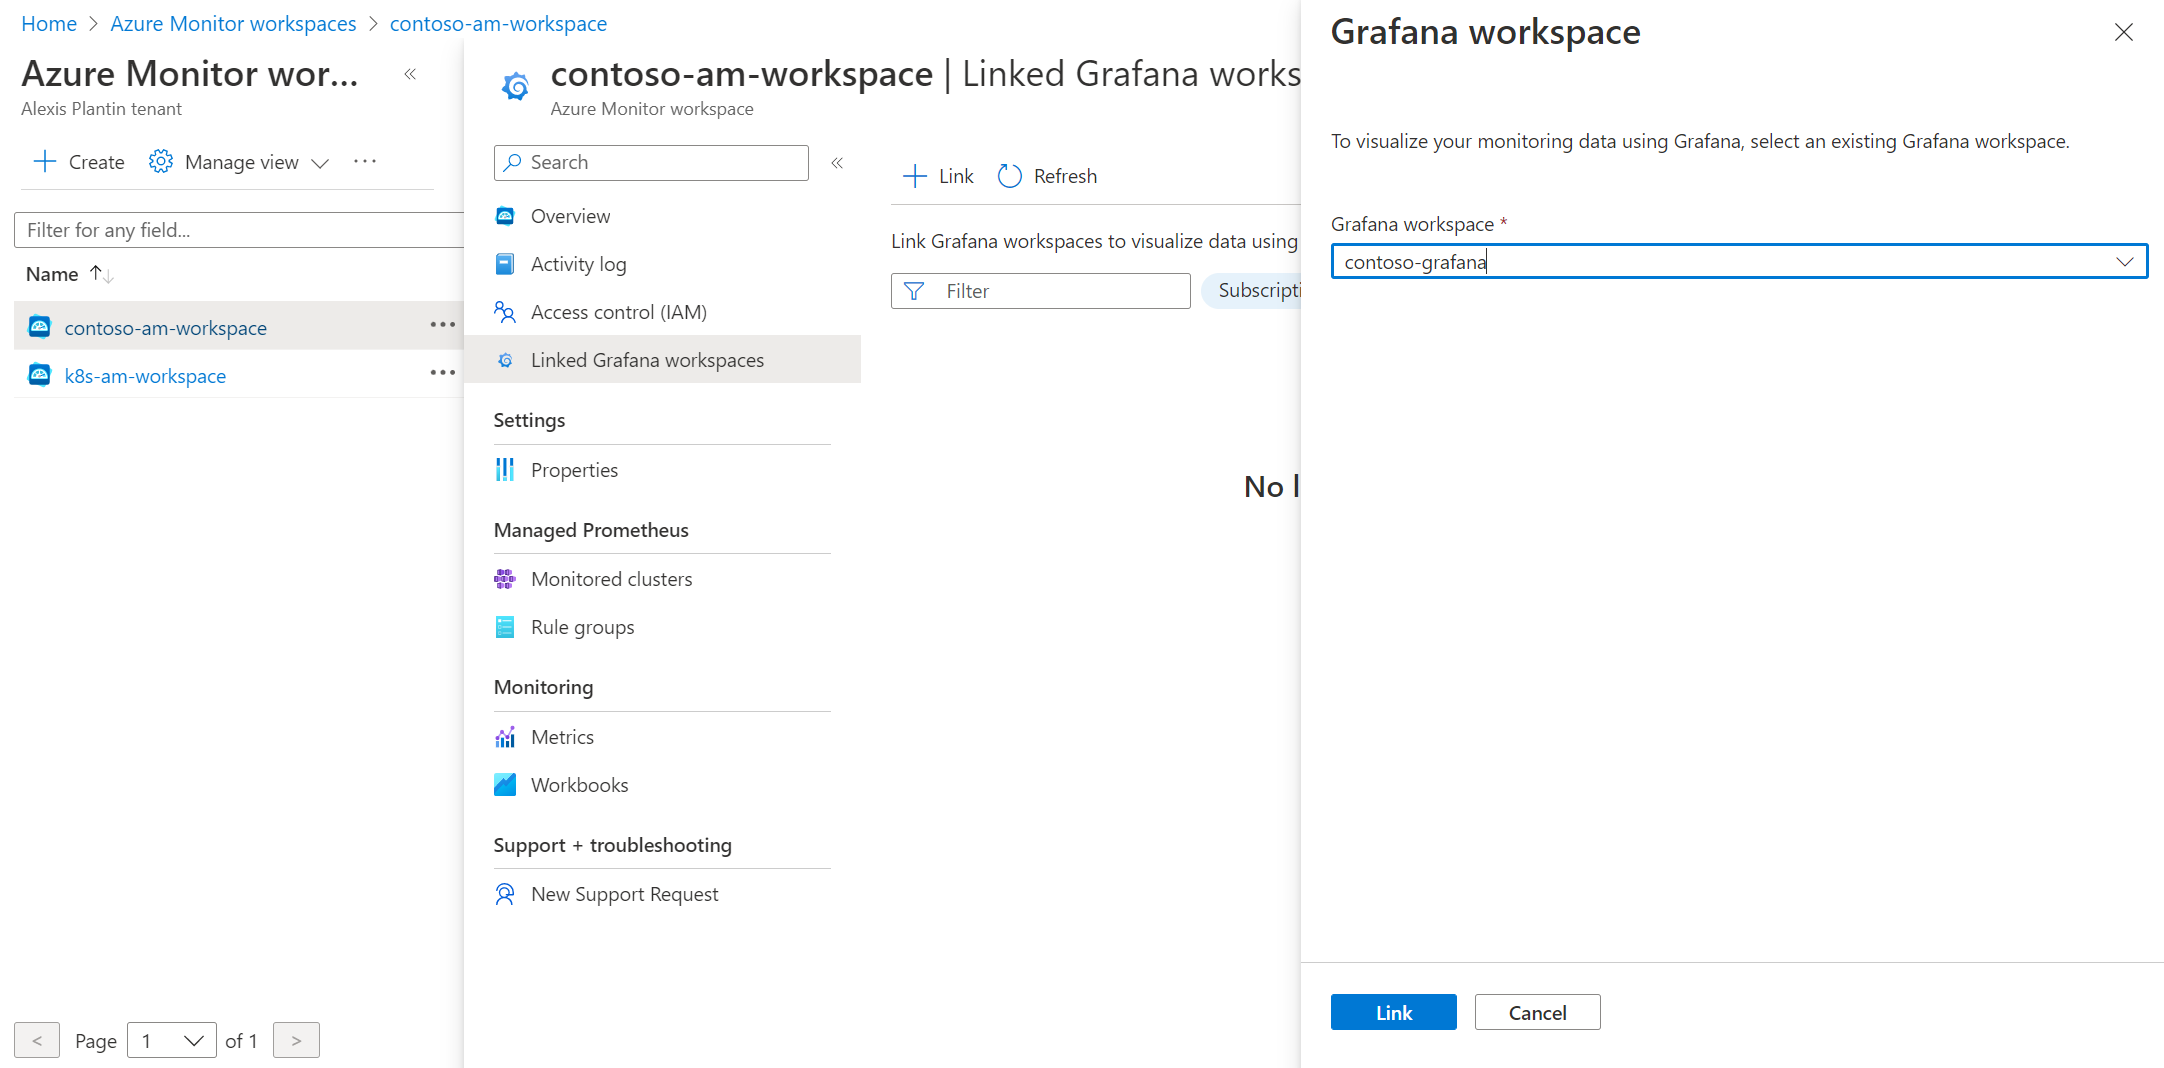 Home > Azure Monitor workspaces > contoso-am-workspace
Azure Monitor wor...
Alexis Plantin tenant
Create Manage view ...
Filter for any field...
Name
contoso-am-workspace
k8s-am-workspace
< Page 1 of 1 >
contoso-am-workspace | Linked Grafana works
Azure Monitor workspace
Search
Overview
Activity log
Access control (IAM)
Linked Grafana workspaces
Settings
Properties
Managed Prometheus
Monitored clusters
Rule groups
Monitoring
Metrics
Workbooks
Support + troubleshooting
New Support Request
Link Refresh
Link Grafana workspaces to visualize data using
Filter Subscripti
No l
Grafana workspace
To visualize your monitoring data using Grafana, select an existing Grafana workspace.
Grafana workspace *
contoso-grafana
Link Cancel